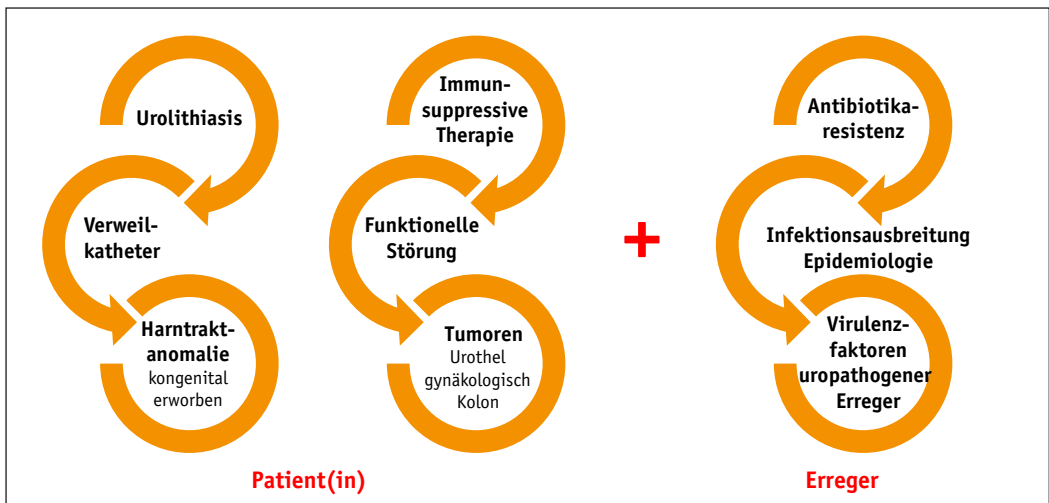 Urolithiasis
Verweil-
katheter
Harntrakt-
anomalie
kongenital
erworben
Immun-
suppressive
Therapie
Funktionelle
Störung
Tumoren
Urothel
gynäkologisch
Kolon
Patient(in)
+
Antibiotika-
resistenz
Infektionsausbreitung
Epidemiologie
Virulenz-
faktoren
uropathogener
Erreger
Erreger